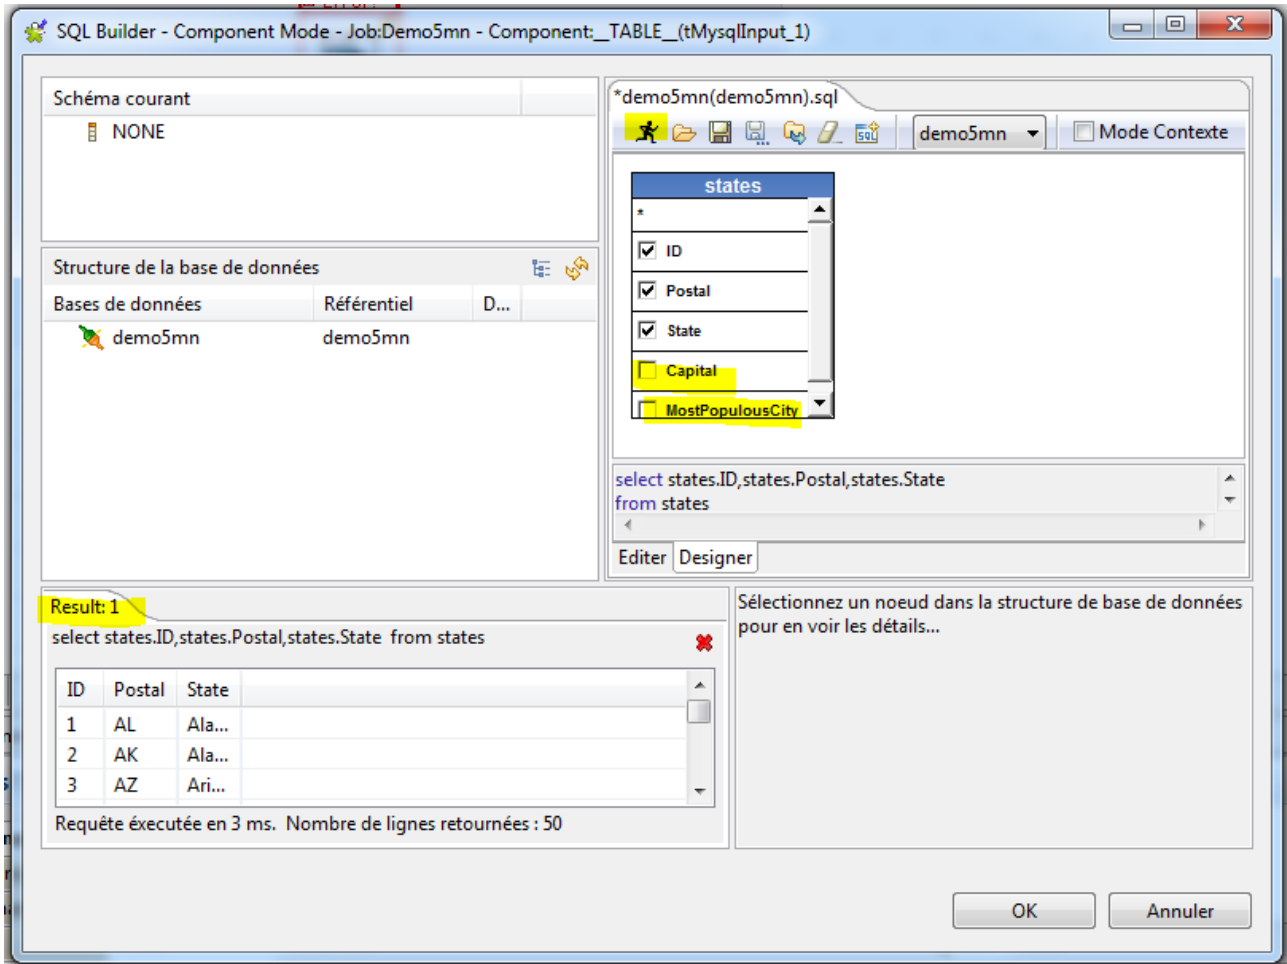 SQL Builder - Component Mode - Job:Demo5mn - Component:__TABLE__(tMysqlInput_1)
Schéma courant
NONE
*demo5mn(demo5mn).sql
demo5mn
Mode Contexte
states
*
ID
Postal
State
Capital
MostPopulousCity
Structure de la base de données
Bases de données Référentiel D...
demo5mn demo5mn
select states.ID,states.Postal,states.State
from states
Editer Designer
Result: 1
select states.ID,states.Postal,states.State from states
ID Postal State
1 AL Ala...
2 AK Ala...
3 AZ Ari...
Requête éxecutée en 3 ms. Nombre de lignes retournées : 50
Sélectionnez un noeud dans la structure de base de données
pour en voir les détails...
OK Annuler